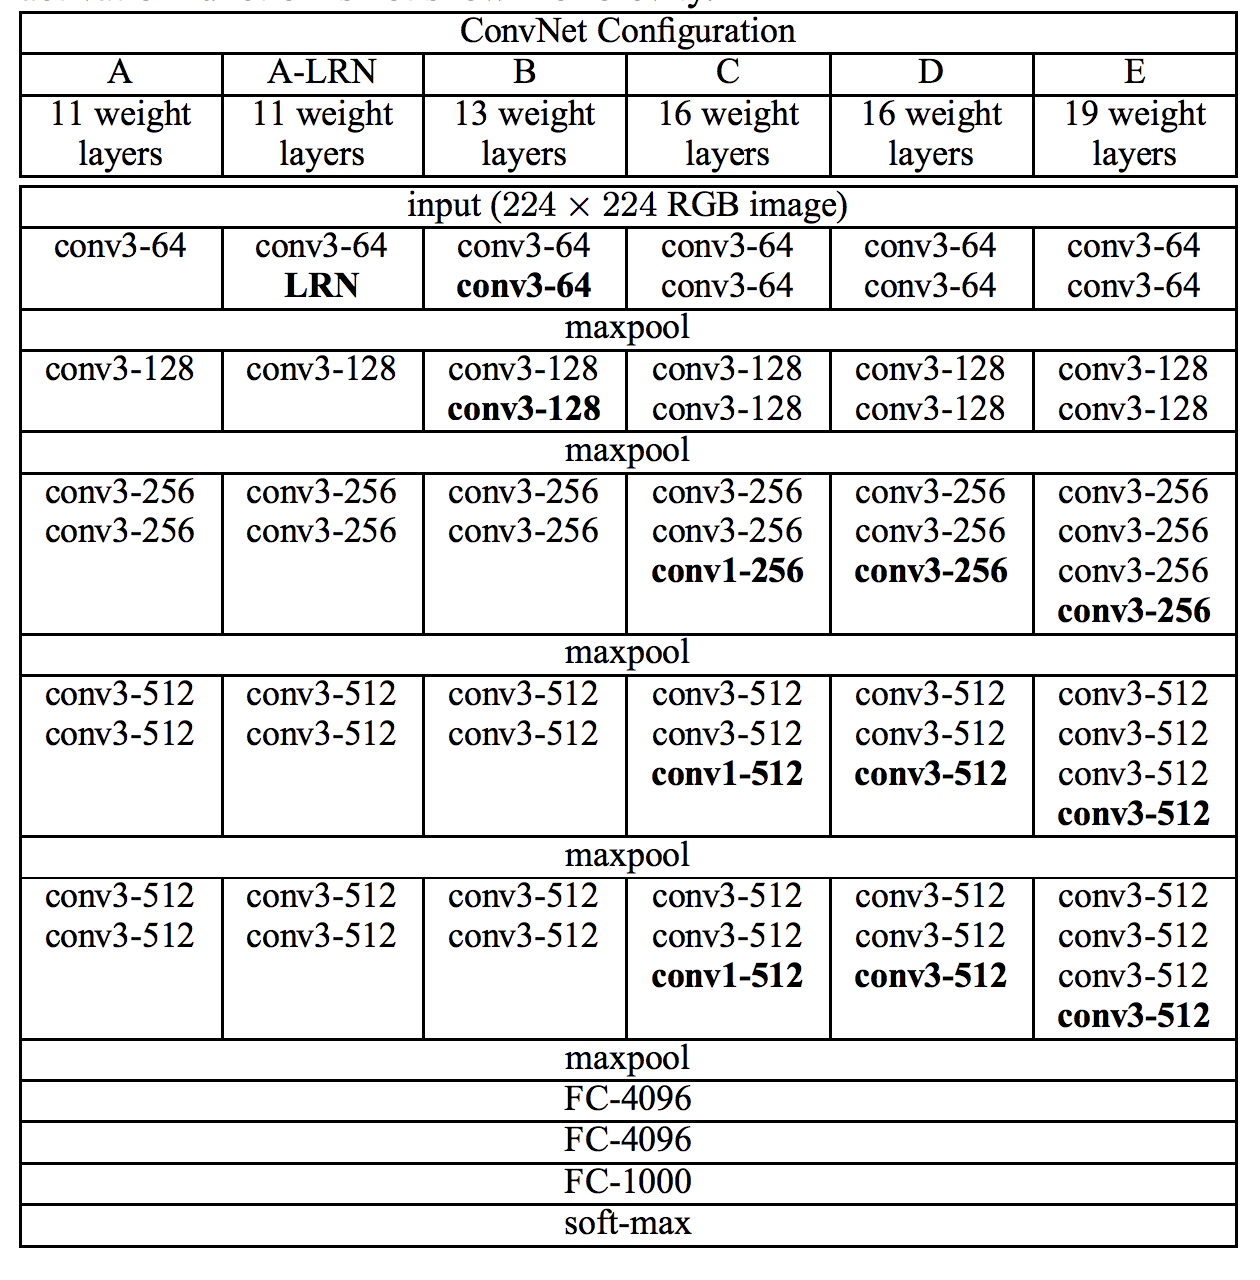 ConvNet Configuration
A A-LRN B C D E
11 weight 11 weight 13 weight 16 weight 16 weight 19 weight
layers layers layers layers layers layers
input (224 × 224 RGB image)
conv3-64 conv3-64 conv3-64 conv3-64 conv3-64 conv3-64
LRN conv3-64 conv3-64 conv3-64 conv3-64
maxpool
conv3-128 conv3-128 conv3-128 conv3-128 conv3-128 conv3-128
conv3-128 conv3-128 conv3-128 conv3-128
maxpool
conv3-256 conv3-256 conv3-256 conv3-256 conv3-256 conv3-256
conv3-256 conv3-256 conv3-256 conv3-256 conv3-256 conv3-256
conv1-256 conv3-256 conv3-256
conv3-256
maxpool
conv3-512 conv3-512 conv3-512 conv3-512 conv3-512 conv3-512
conv3-512 conv3-512 conv3-512 conv3-512 conv3-512 conv3-512
conv1-512 conv3-512 conv3-512
conv3-512
maxpool
conv3-512 conv3-512 conv3-512 conv3-512 conv3-512 conv3-512
conv3-512 conv3-512 conv3-512 conv3-512 conv3-512 conv3-512
conv1-512 conv3-512 conv3-512
conv3-512
maxpool
FC-4096
FC-4096
FC-1000
soft-max